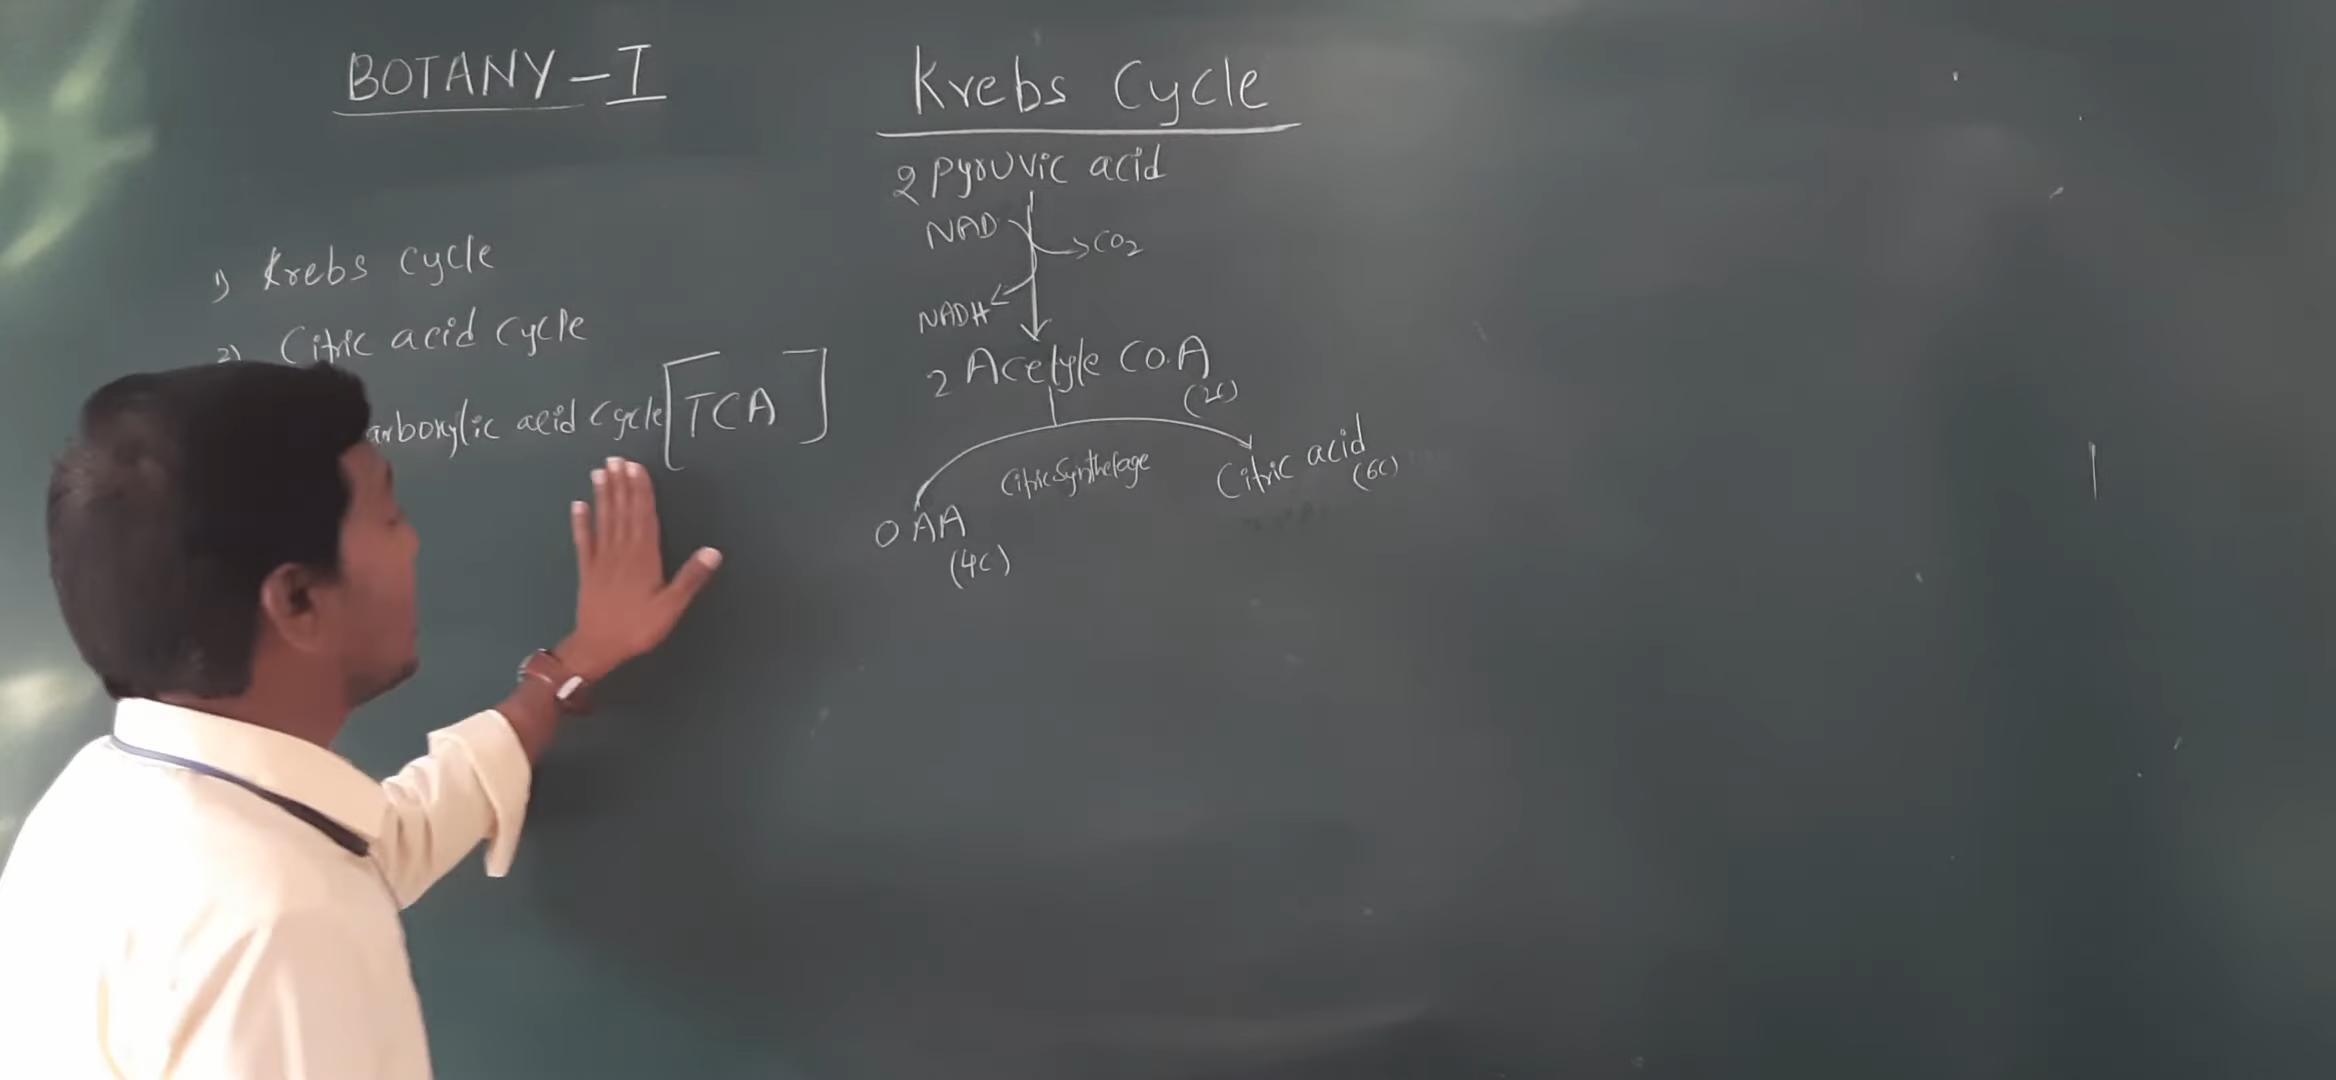 BOTANY-I
1) Krebs cycle
2) Citric acid cycle
arboxylic acid cycle [TCA]
Krebs Cycle
2 Pyruvic acid
NAD
CO2
NADH
2 Acetyle CO.A
(2C)
Citric Synthefage
Citric acid
(6C)
OAA
(4C)